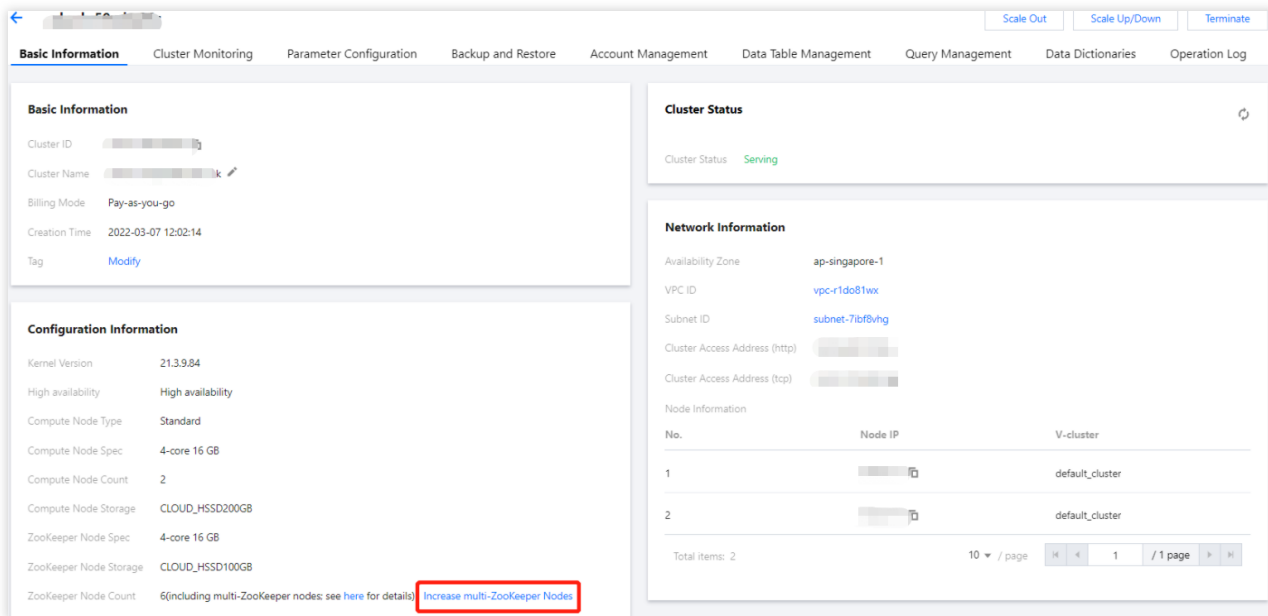 Scale Out
Scale Up/Down
Terminate
Basic Information
Cluster Monitoring
Parameter Configuration
Backup and Restore
Account Management
Data Table Management
Query Management
Data Dictionaries
Operation Log
Basic Information
Cluster ID
Cluster Name k
Billing Mode Pay-as-you-go
Creation Time 2022-03-07 12:02:14
Tag Modify
Configuration Information
Kernel Version 21.3.9.84
High availability High availability
Compute Node Type Standard
Compute Node Spec 4-core 16 GB
Compute Node Count 2
Compute Node Storage CLOUD_HSSD200GB
ZooKeeper Node Spec 4-core 16 GB
ZooKeeper Node Storage CLOUD_HSSD100GB
ZooKeeper Node Count 6(including multi-ZooKeeper nodes; see here for details) Increase multi-ZooKeeper Nodes
Cluster Status
Cluster Status Serving
Network Information
Availability Zone ap-singapore-1
VPC ID vpc-r1do81wx
Subnet ID subnet-7ibf8vhg
Cluster Access Address (http)
Cluster Access Address (tcp)
Node Information
No. Node IP V-cluster
1 default_cluster
2 default_cluster
Total items: 2 10 / page 1 / 1 page